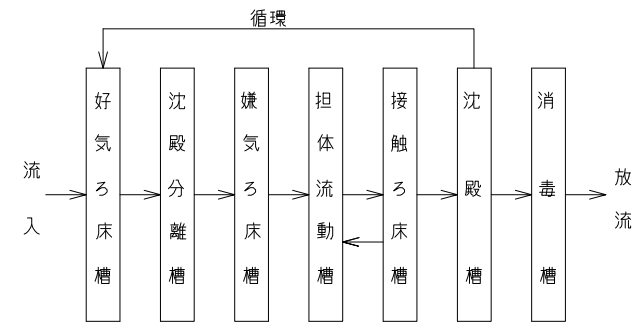 循環
流入
好気ろ床槽
沈殿分離槽
嫌気ろ床槽
担体流動槽
接触ろ床槽
沈殿槽
消毒槽
放流